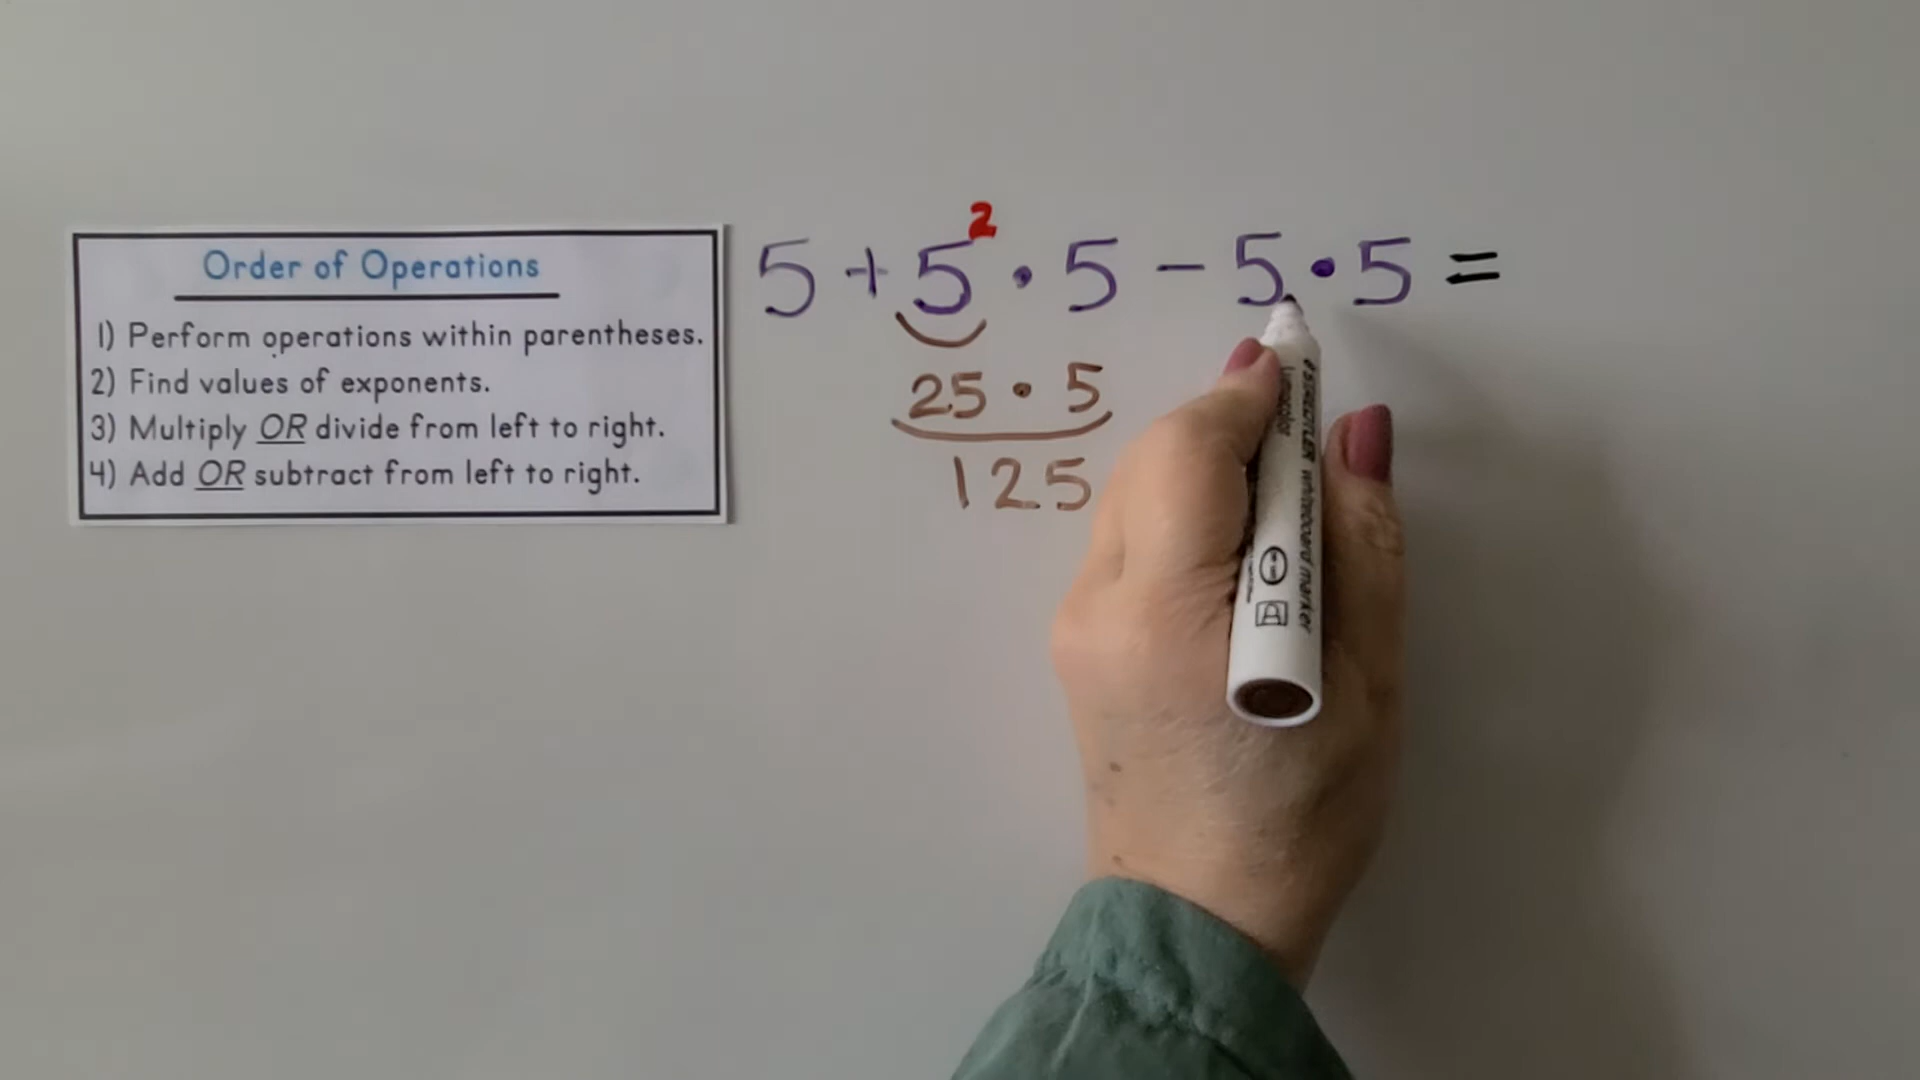 Order of Operations
1) Perform operations within parentheses.
2) Find values of exponents.
3) Multiply OR divide from left to right.
4) Add OR subtract from left to right.
5 + 5² · 5 − 5 · 5 =
25 · 5
125
STAEDTLER whiteboard marker
Lumocolor